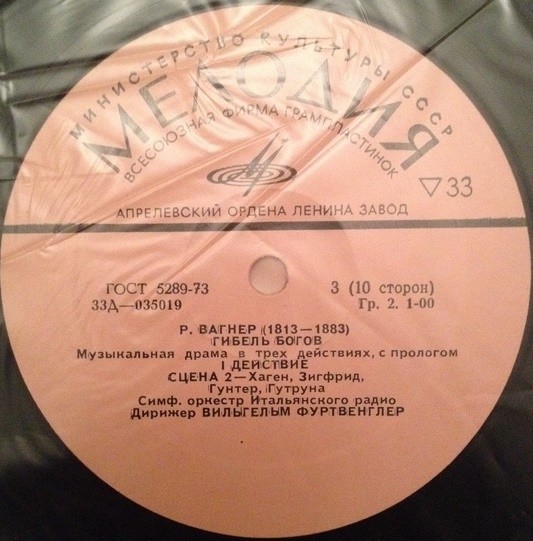 МИНИСТЕРСТВО КУЛЬТУРЫ СССР
МЕЛОДИЯ
ВСЕСОЮЗНАЯ ФИРМА ГРАМПЛАСТИНОК
▽33
АПРЕЛЕВСКИЙ ОРДЕНА ЛЕНИНА ЗАВОД
ГОСТ 5289-73 3 (10 сторон)
33Д—035019 Гр. 2. 1-00
Р. ВАГНЕР (1813—1883)
ГИБЕЛЬ БОГОВ
Музыкальная драма в трех действиях, с прологом
I ДЕЙСТВИЕ
СЦЕНА 2—Хаген, Зигфрид,
Гунтер, Гутруна
Симф. оркестр Итальянского радио
Дирижер ВИЛЬГЕЛЬМ ФУРТВЕНГЛЕР